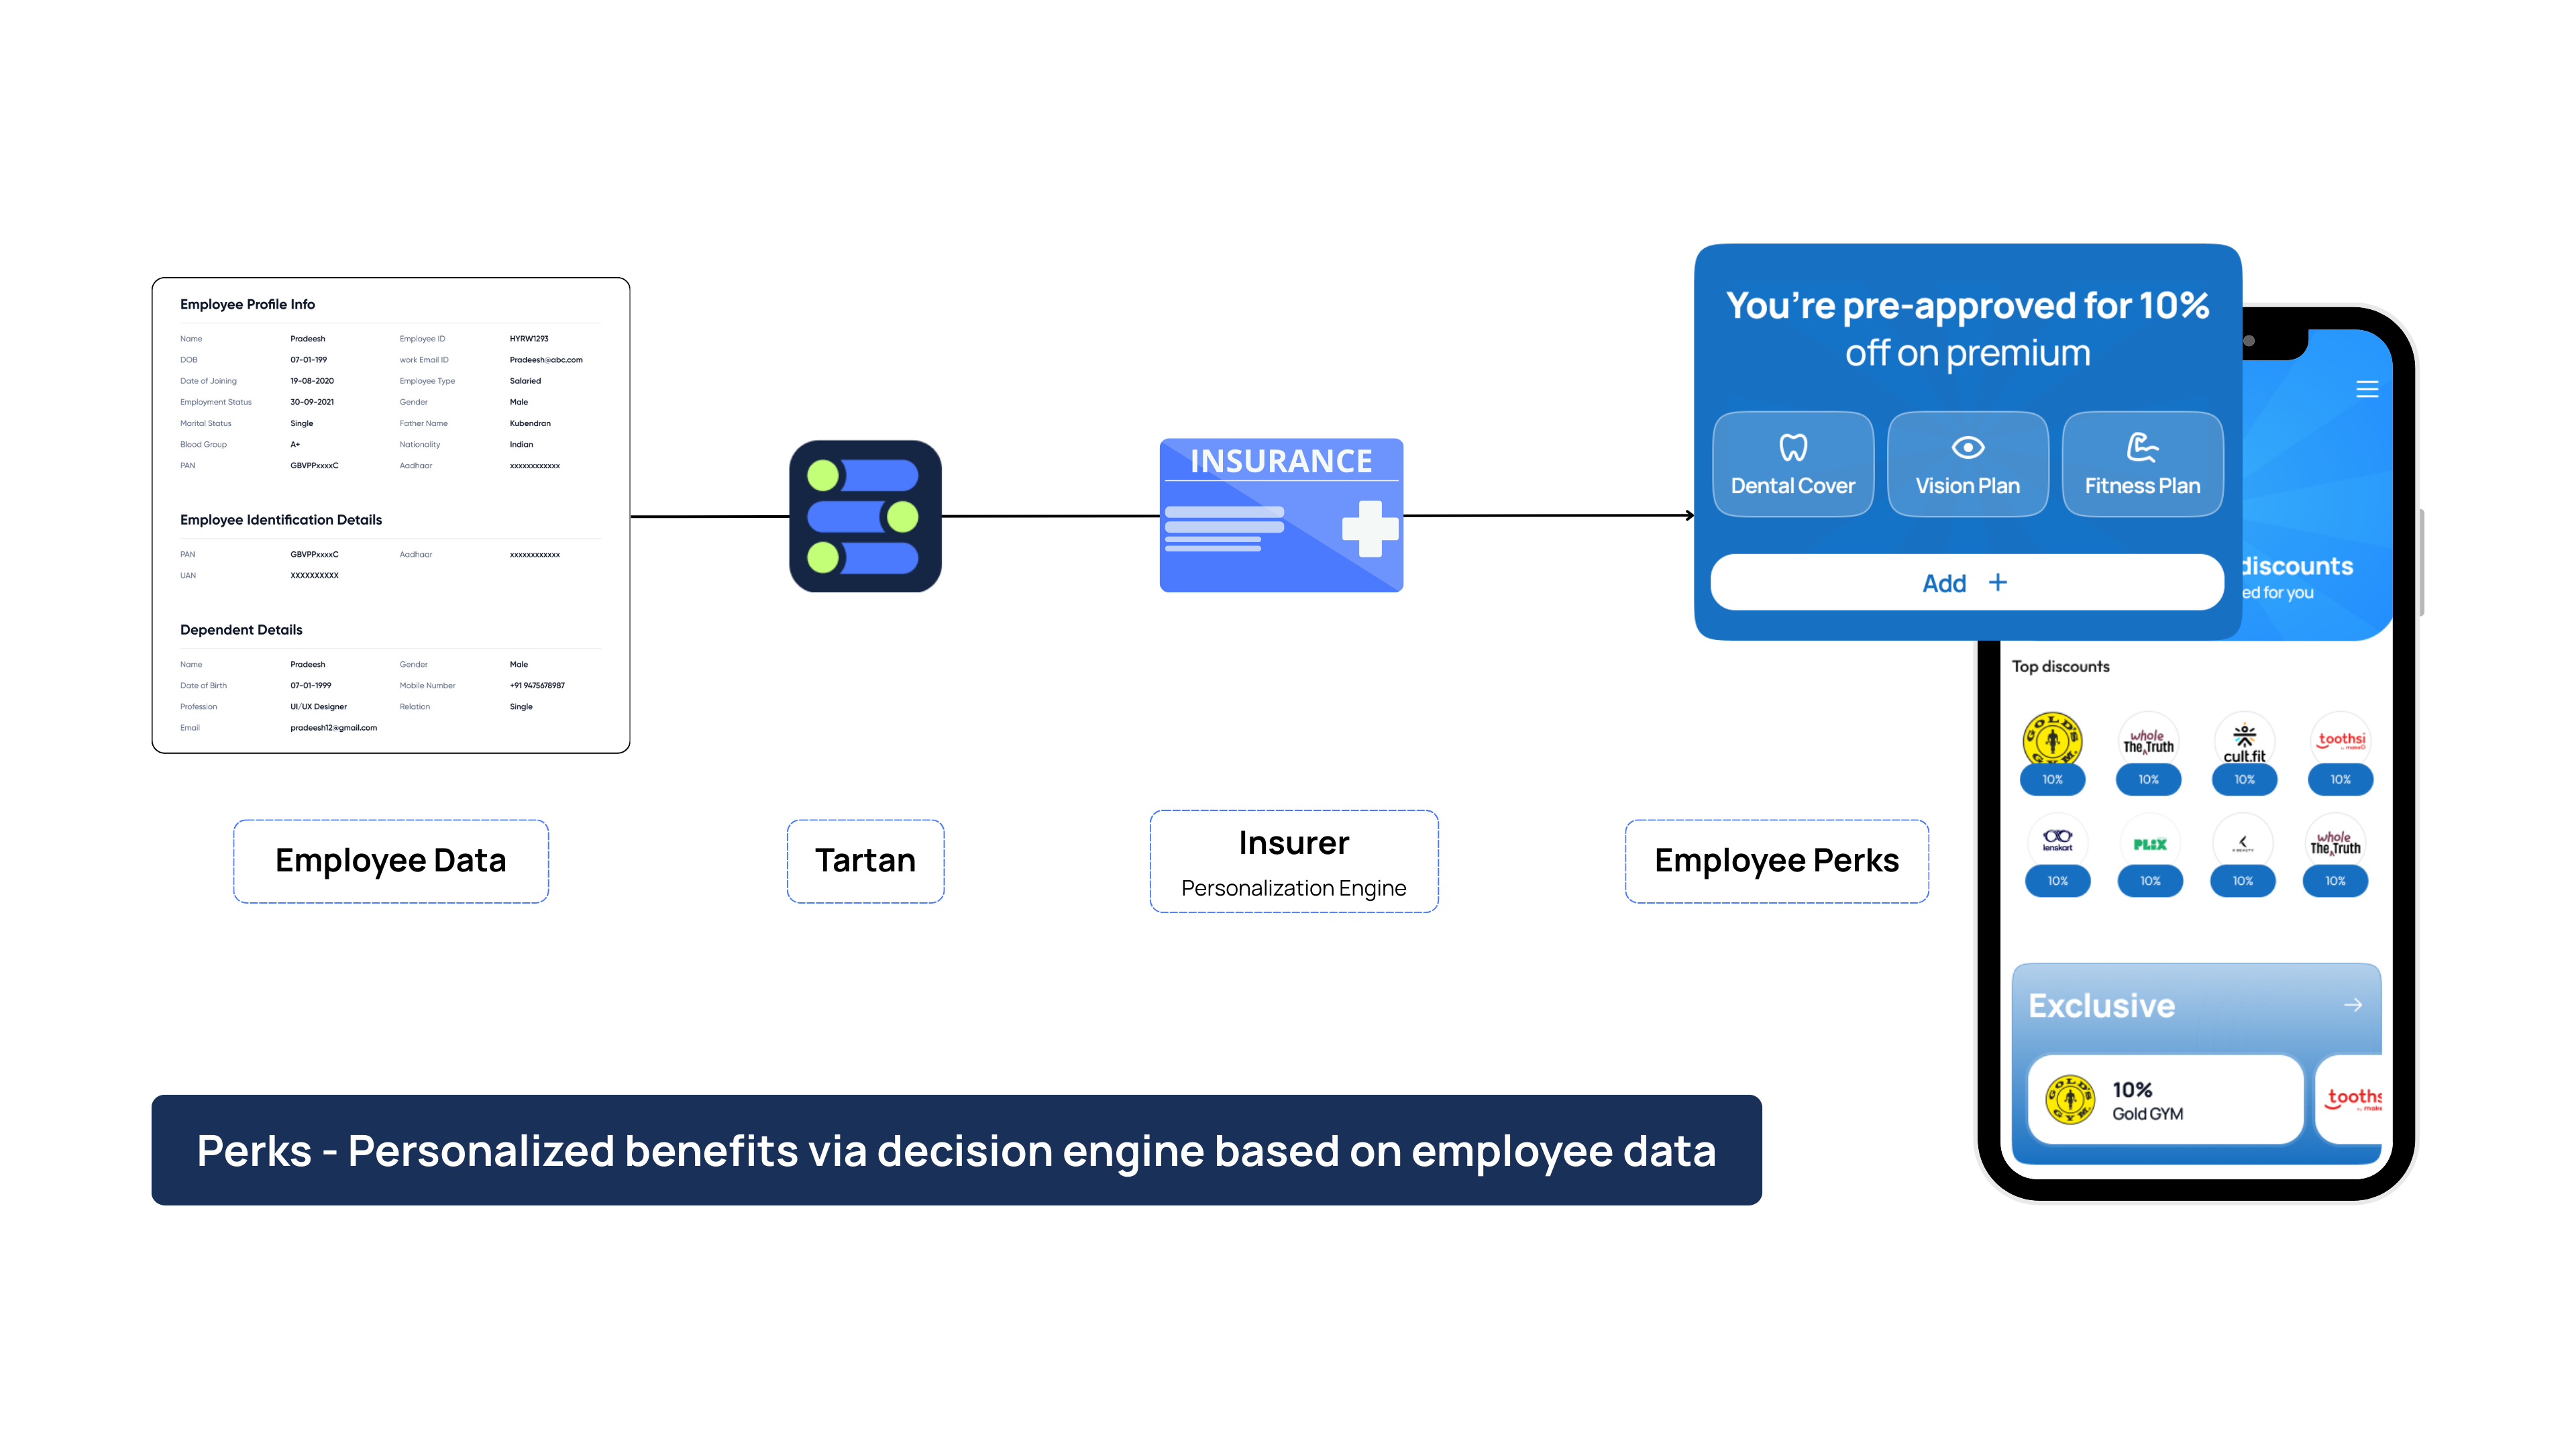 Employee Profile Info
Name Pradeesh Employee ID HYRW1293
DOB 07-01-199 work Email ID Pradeesh@abc.com
Date of Joining 19-08-2020 Employee Type Salaried
Employment Status 30-09-2021 Gender Male
Marital Status Single Father Name Kubendran
Blood Group A+ Nationality Indian
PAN GBVPPxxxxC Aadhaar xxxxxxxxxxxx
Employee Identification Details
PAN GBVPPxxxxC Aadhaar xxxxxxxxxxxx
UAN XXXXXXXXXX
Dependent Details
Name Pradeesh Gender Male
Date of Birth 07-01-1999 Mobile Number +91 9475678987
Profession UI/UX Designer Relation Single
Email pradeesh12@gmail.com
INSURANCE
You're pre-approved for 10%
off on premium
Dental Cover Vision Plan Fitness Plan
Add +
discounts
ed for you
Top discounts
GOLD'S GYM
whole The Truth
cult.fit
toothsi
by makeO
10% 10% 10% 10%
lenskart
PLIX
whole The Truth
10% 10% 10% 10%
Exclusive
GOLD'S GYM
10%
Gold GYM
tooths
by make
Employee Data
Tartan
Insurer
Personalization Engine
Employee Perks
Perks - Personalized benefits via decision engine based on employee data